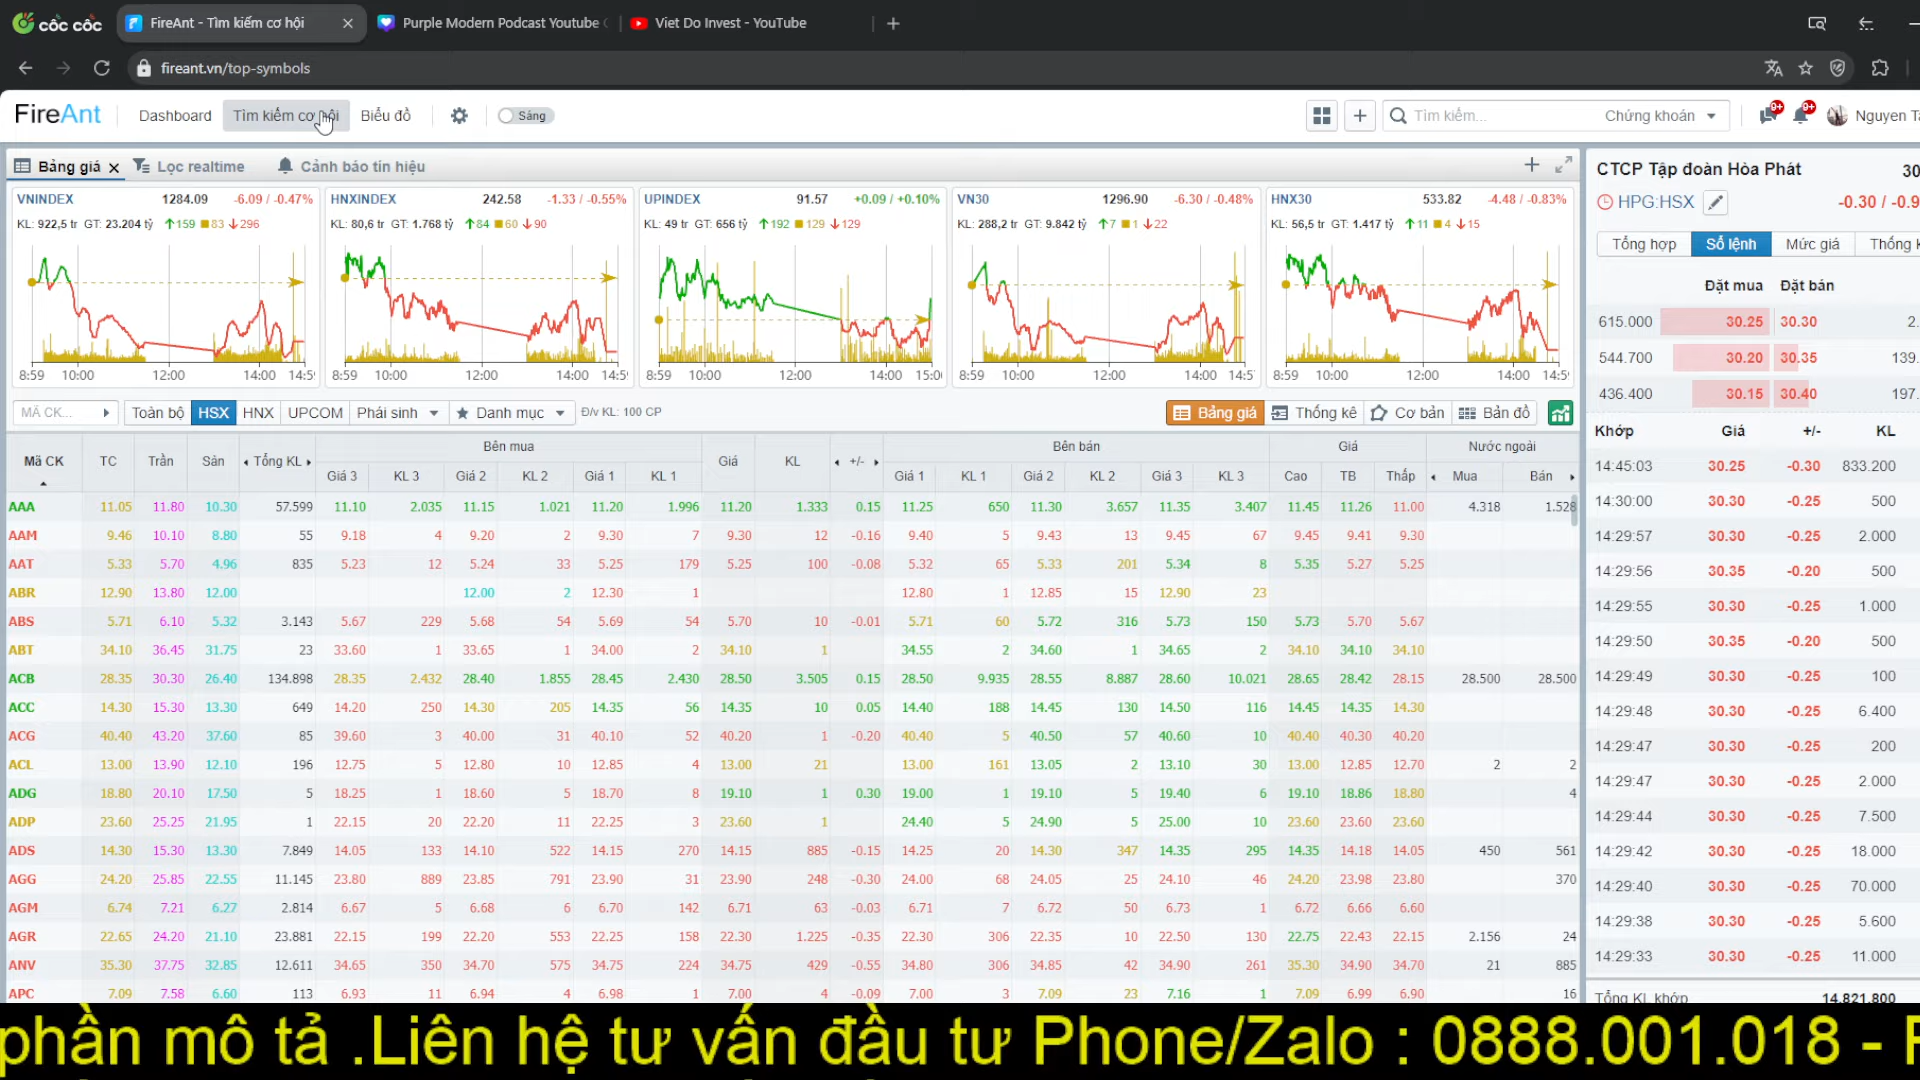 cốc cốc
FireAnt - Tìm kiếm cơ hội
Purple Modern Podcast Youtube
Viet Do Invest - YouTube
fireant.vn/top-symbols
FireAnt Dashboard Tìm kiếm cơ hội Biểu đồ Sáng
Tìm kiếm... Chứng khoán 9+ 9+ Nguyen
Bảng giá Lọc realtime Cảnh báo tín hiệu
VNINDEX 1284.09 -6.09 / -0.47%
KL: 922,5 tr GT: 23.204 tỷ 159 83 296
8:59 10:00 12:00 14:00
HNXINDEX 242.58 -1.33 / -0.55%
KL: 80,6 tr GT: 1.768 tỷ 84 60 90
8:59 10:00 12:00 14:00
UPINDEX 91.57 +0.09 / +0.10%
KL: 49 tr GT: 656 tỷ 192 129 129
8:59 10:00 12:00 14:00
VN30 1296.90 -6.30 / -0.48%
KL: 288,2 tr GT: 9.842 tỷ 7 1 22
8:59 10:00 12:00 14:00
HNX30 533.82 -4.48 / -0.83%
KL: 56,5 tr GT: 1.417 tỷ 11 4 15
8:59 10:00 12:00 14:00
MÃ CK... Toàn bộ HSX HNX UPCOM Phái sinh Danh mục Đ/v KL: 100 CP Bảng giá Thống kê Cơ bản Bản đồ
Bên mua Bên bán Giá Nước ngoài
Mã CK TC Trần Sàn Tổng KL Giá 3 KL 3 Giá 2 KL 2 Giá 1 KL 1 Giá KL +/- Giá 1 KL 1 Giá 2 KL 2 Giá 3 KL 3 Cao TB Thấp Mua Bán
AAA 11.05 11.80 10.30 57.599 11.10 2.035 11.15 1.021 11.20 1.996 11.20 1.333 0.15 11.25 650 11.30 3.657 11.35 3.407 11.45 11.26 11.00 4.318 1.528
AAM 9.46 10.10 8.80 55 9.18 4 9.20 2 9.30 7 9.30 12 -0.16 9.40 5 9.43 13 9.45 67 9.45 9.41 9.30
AAT 5.33 5.70 4.96 835 5.23 12 5.24 33 5.25 179 5.25 100 -0.08 5.32 65 5.33 201 5.34 8 5.35 5.27 5.25
ABR 12.90 13.80 12.00 12.00 2 12.30 1 12.80 1 12.85 15 12.90 23
ABS 5.71 6.10 5.32 3.143 5.67 229 5.68 54 5.69 54 5.70 10 -0.01 5.71 60 5.72 316 5.73 150 5.73 5.70 5.67
ABT 34.10 36.45 31.75 23 33.60 1 33.65 1 34.00 2 34.10 1 34.55 2 34.60 1 34.65 2 34.10 34.10 34.10
ACB 28.35 30.30 26.40 134.898 28.35 2.432 28.40 1.855 28.45 2.430 28.50 3.505 0.15 28.50 9.935 28.55 8.887 28.60 10.021 28.65 28.42 28.15 28.500 28.500
ACC 14.30 15.30 13.30 649 14.20 250 14.30 205 14.35 56 14.35 10 0.05 14.40 188 14.45 130 14.50 116 14.45 14.35 14.30
ACG 40.40 43.20 37.60 85 39.60 3 40.00 31 40.10 52 40.20 1 -0.20 40.40 5 40.50 57 40.60 10 40.40 40.30 40.20
ACL 13.00 13.90 12.10 196 12.75 5 12.80 10 12.85 4 13.00 21 13.00 161 13.05 2 13.10 30 13.00 12.85 12.70 2 2
ADG 18.80 20.10 17.50 5 18.25 1 18.60 5 18.70 8 19.10 1 0.30 19.00 1 19.10 5 19.40 6 19.10 18.86 18.80 4
ADP 23.60 25.25 21.95 1 22.15 20 22.20 11 22.25 3 23.60 1 24.40 5 24.90 5 25.00 10 23.60 23.60 23.60
ADS 14.30 15.30 13.30 7.849 14.05 133 14.10 522 14.15 270 14.15 885 -0.15 14.25 20 14.30 347 14.35 295 14.35 14.18 14.05 450 561
AGG 24.20 25.85 22.55 11.145 23.80 889 23.85 791 23.90 31 23.90 248 -0.30 24.00 68 24.05 25 24.10 46 24.20 23.98 23.80 370
AGM 6.74 7.21 6.27 2.814 6.67 5 6.68 6 6.70 142 6.71 63 -0.03 6.71 7 6.72 50 6.73 1 6.72 6.66 6.60
AGR 22.65 24.20 21.10 23.881 22.15 199 22.20 553 22.25 158 22.30 1.225 -0.35 22.30 306 22.35 10 22.50 130 22.75 22.43 22.15 2.156 24
ANV 35.30 37.75 32.85 12.611 34.65 350 34.70 575 34.75 224 34.75 429 -0.55 34.80 306 34.85 42 34.90 261 35.30 34.90 34.70 21 885
APC 7.09 7.58 6.60 113 6.93 11 6.94 4 6.98 1 7.00 4 -0.09 7.00 3 7.09 23 7.16 1 7.09 6.99 6.90 16
CTCP Tập đoàn Hòa Phát 30
HPG:HSX -0.30 / -0.9
Tổng hợp Sổ lệnh Mức giá Thống
Đặt mua Đặt bán
615.000 30.25 30.30 2.
544.700 30.20 30.35 139.
436.400 30.15 30.40 197.
Khớp Giá +/- KL
14:45:03 30.25 -0.30 833.200
14:30:00 30.30 -0.25 500
14:29:57 30.30 -0.25 2.000
14:29:56 30.35 -0.20 500
14:29:55 30.30 -0.25 1.000
14:29:50 30.35 -0.20 500
14:29:49 30.30 -0.25 100
14:29:48 30.30 -0.25 6.400
14:29:47 30.30 -0.25 200
14:29:47 30.30 -0.25 2.000
14:29:44 30.30 -0.25 7.500
14:29:42 30.30 -0.25 18.000
14:29:40 30.30 -0.25 70.000
14:29:38 30.30 -0.25 5.600
14:29:33 30.30 -0.25 11.000
Tổng KL khớp 14.821.800
phần mô tả .Liên hệ tư vấn đầu tư Phone/Zalo : 0888.001.018 -